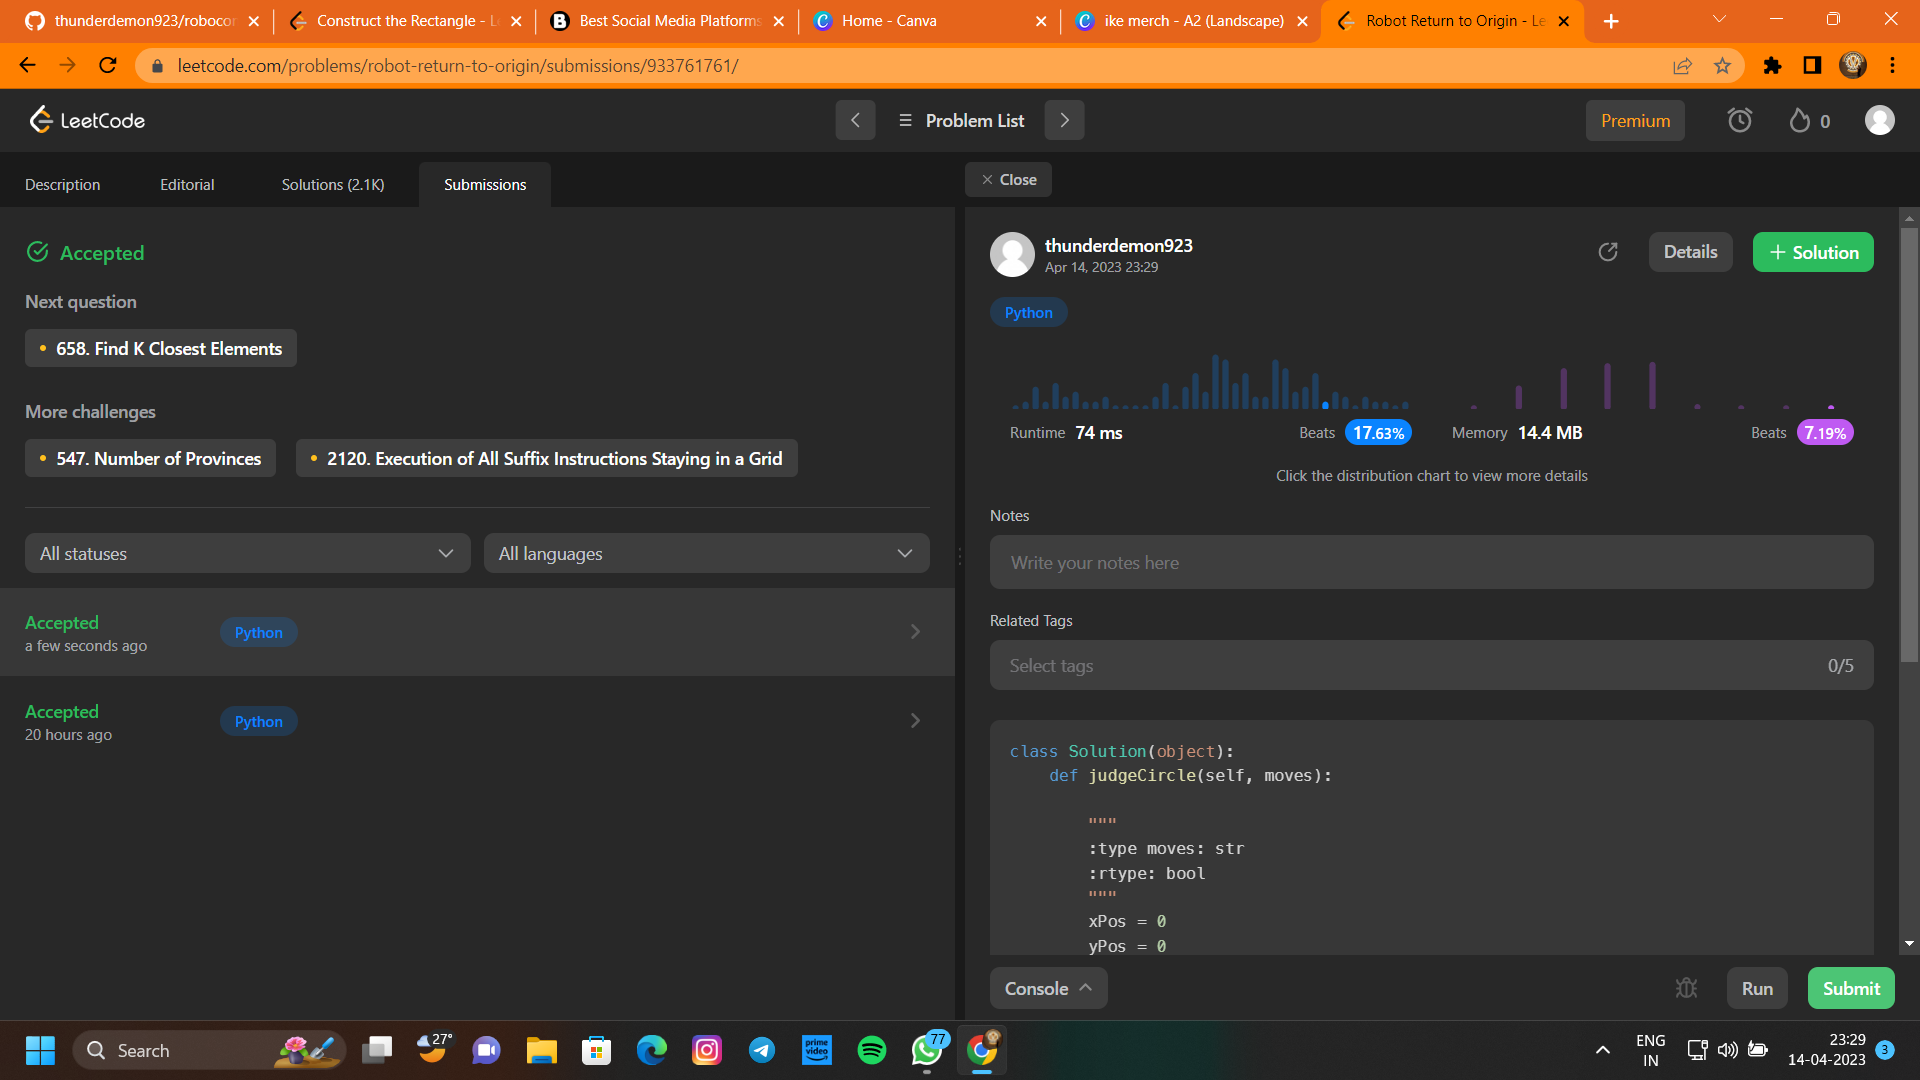 thunderdemon923/robocor
Construct the Rectangle - L
Best Social Media Platforms
Home - Canva
ike merch - A2 (Landscape)
Robot Return to Origin - Le
leetcode.com/problems/robot-return-to-origin/submissions/933761761/
LeetCode
Problem List
Premium
0
Description
Editorial
Solutions (2.1K)
Submissions
Close
Accepted
Next question
658. Find K Closest Elements
More challenges
547. Number of Provinces
2120. Execution of All Suffix Instructions Staying in a Grid
All statuses
All languages
Accepted
a few seconds ago
Python
Accepted
20 hours ago
Python
thunderdemon923
Apr 14, 2023 23:29
Details
+ Solution
Python
Runtime 74 ms
Beats 17.63%
Memory 14.4 MB
Beats 7.19%
Click the distribution chart to view more details
Notes
Write your notes here
Related Tags
Select tags
0/5
class Solution(object):
def judgeCircle(self, moves):
"""
:type moves: str
:rtype: bool
"""
xPos = 0
yPos = 0
Console
Run
Submit
Search
27°
prime video
77
ENG
IN
23:29
14-04-2023
3